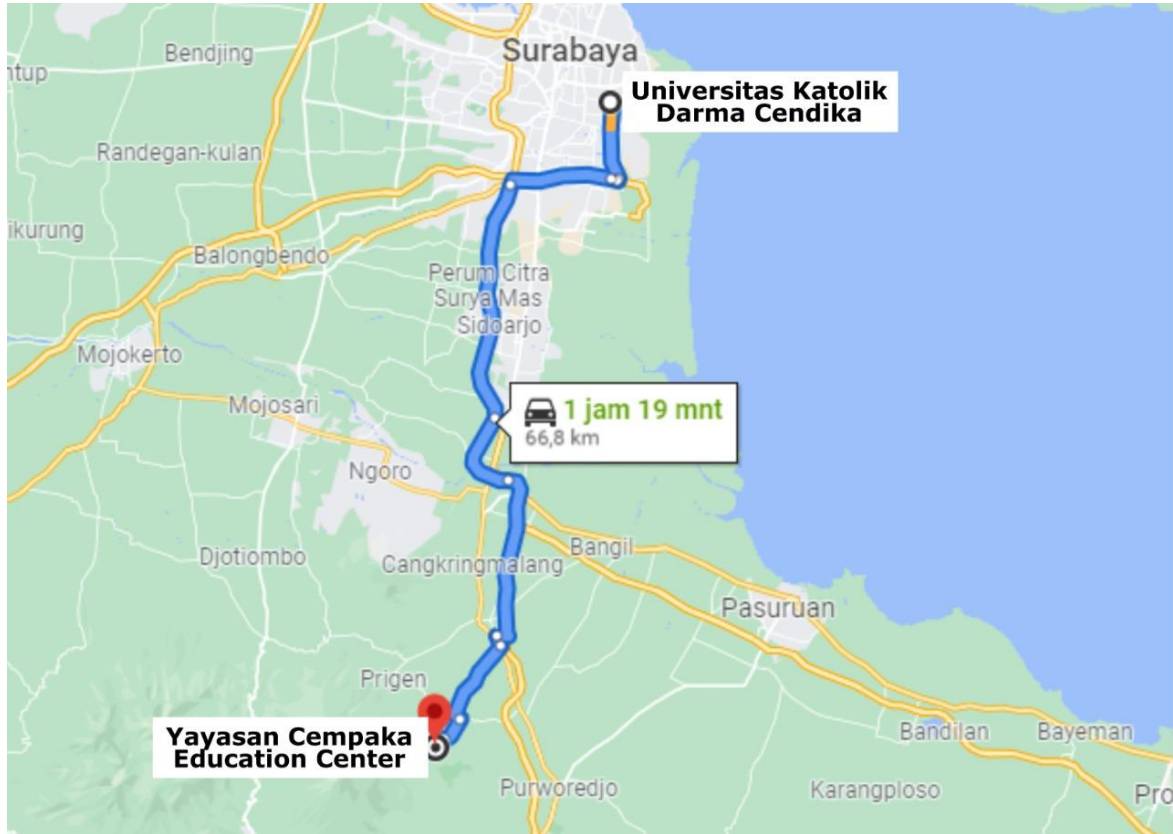 Surabaya
Bendjing
ntup
Universitas Katolik
Darma Cendika
Randegan-kulan
ikurung
Balongbendo
Perum Citra
Surya Mas
Sidoarjo
Mojokerto
Mojosari
1 jam 19 mnt
66,8 km
Ngoro
Djotiombo
Cangkringmalang
Bangil
Pasuruan
Prigen
Yayasan Cempaka
Education Center
Bandilan
Bayeman
Purworedjo
Karangploso
Pro